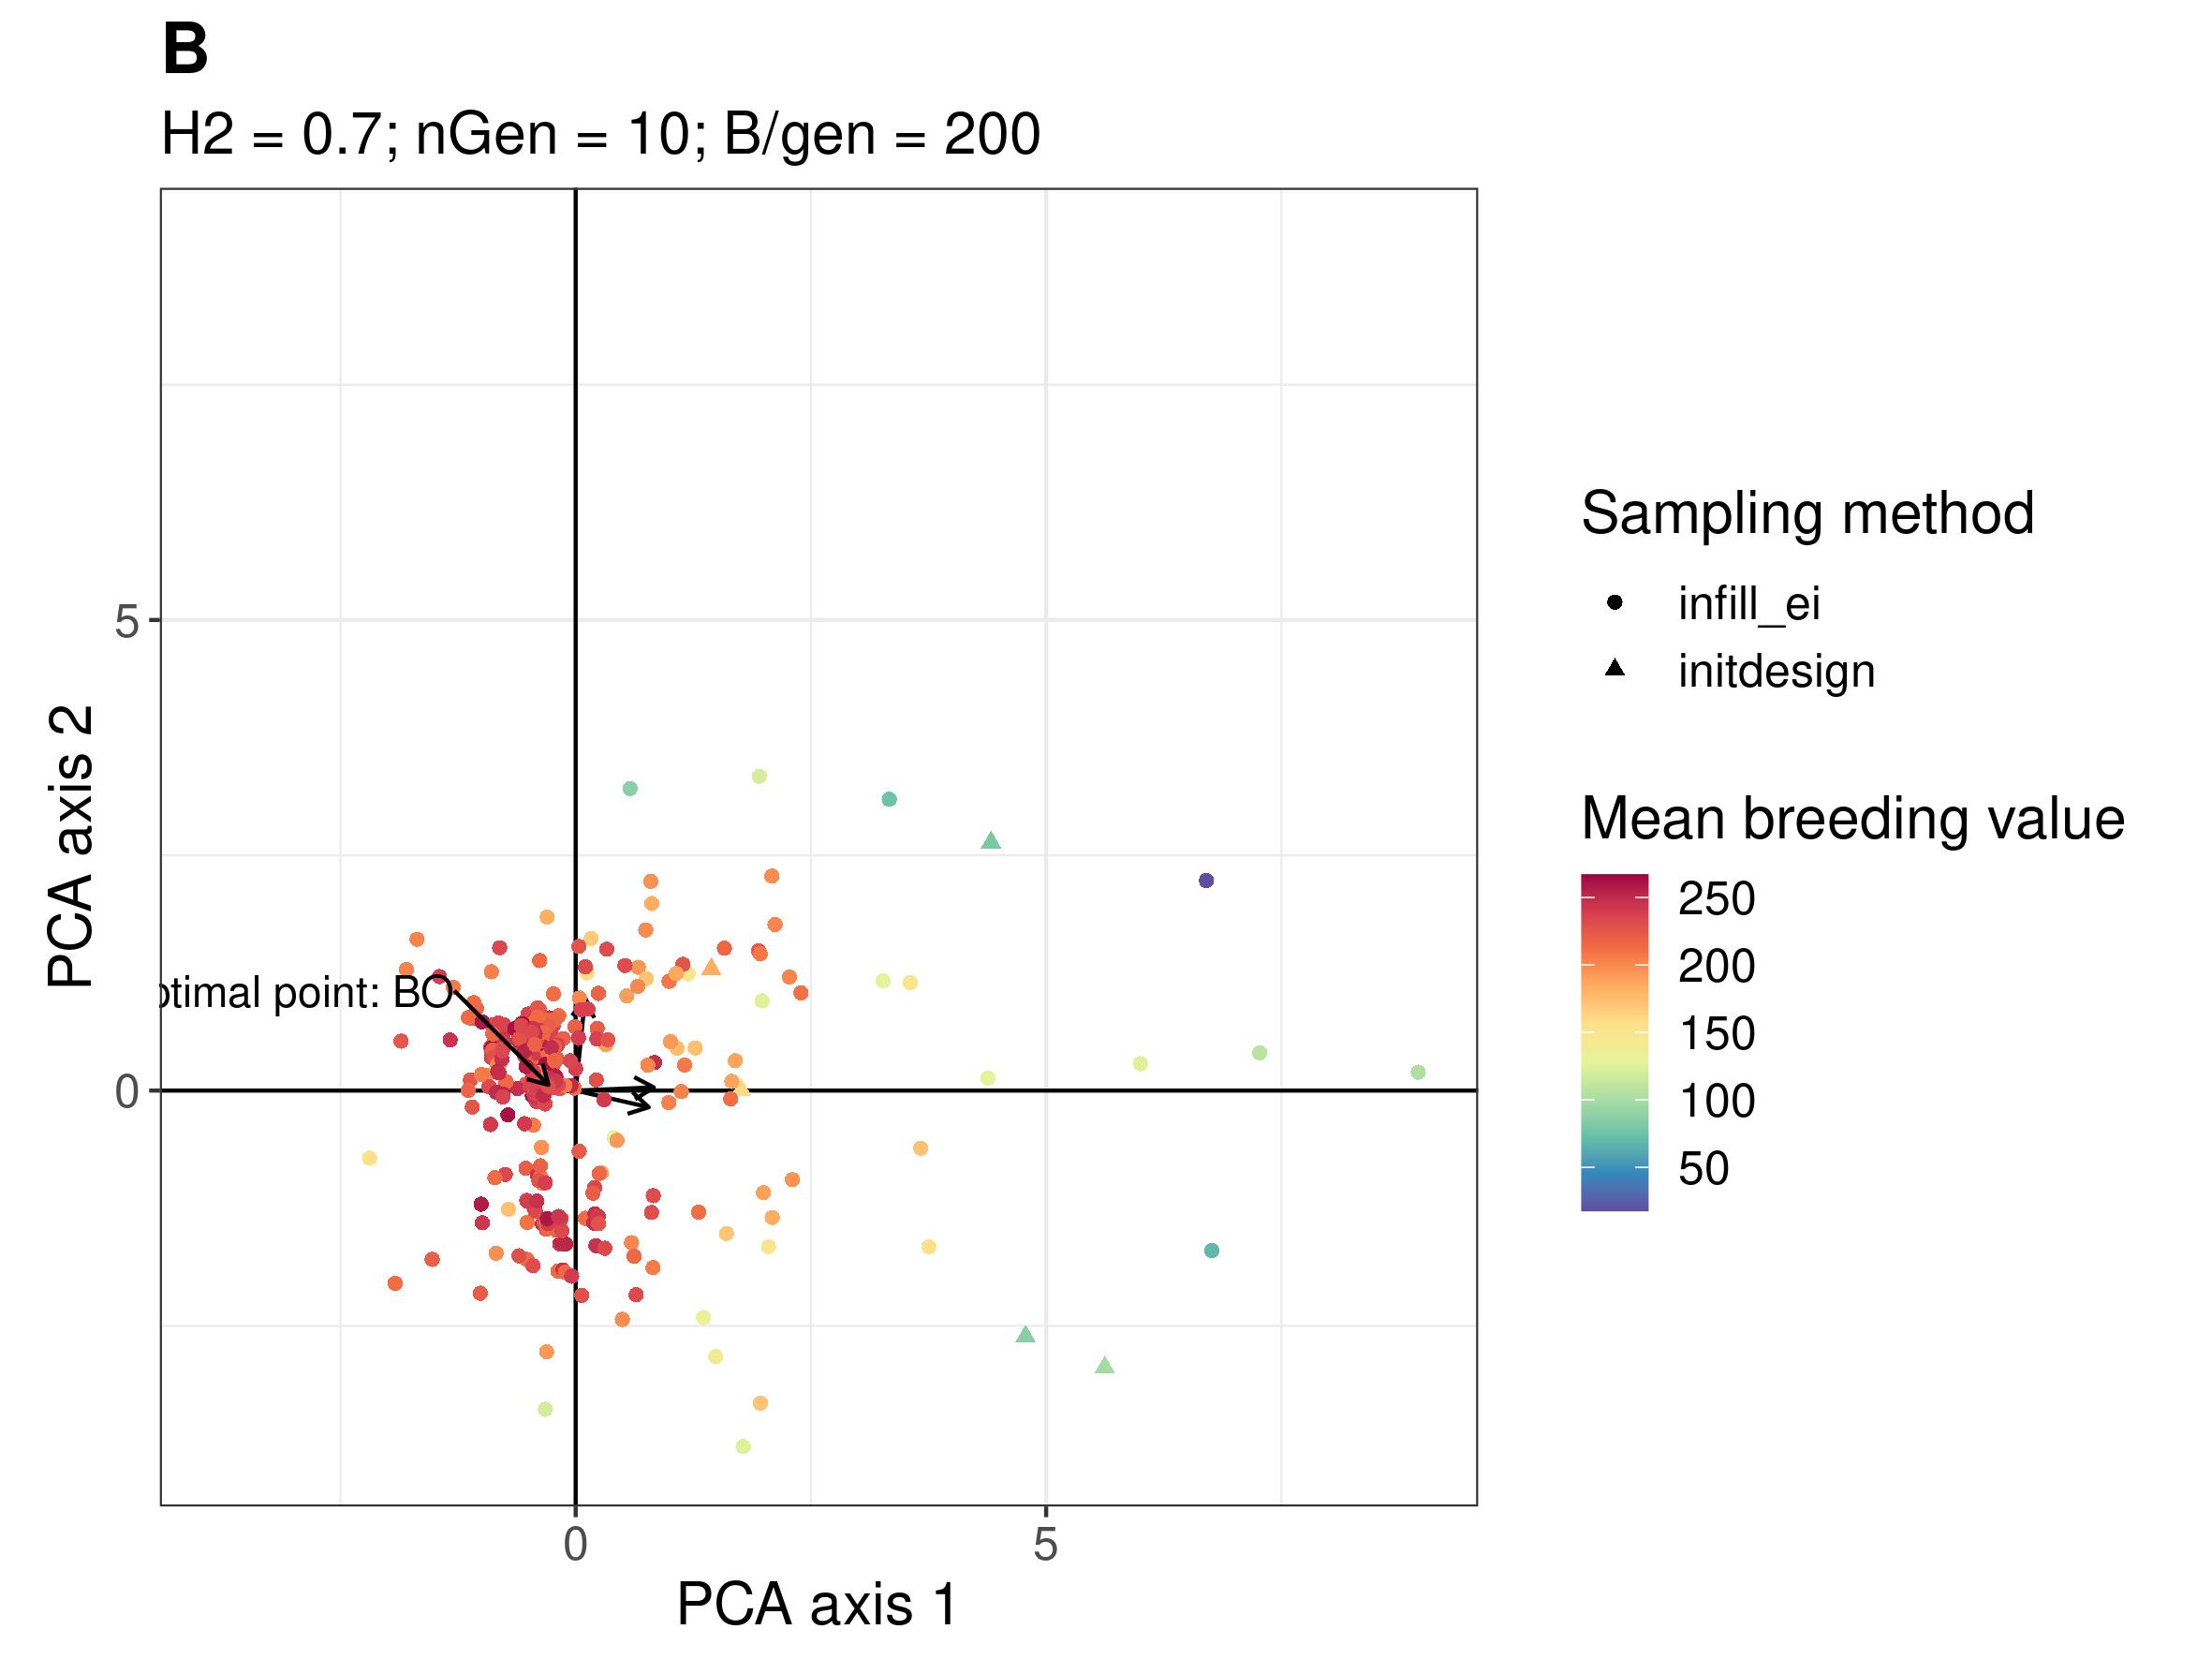 B
H2 = 0.7; nGen = 10; B/gen = 200
PCA axis 2
5
0
ptimal point: BO
0
5
PCA axis 1
Sampling method
infill_ei
initdesign
Mean breeding value
250
200
150
100
50